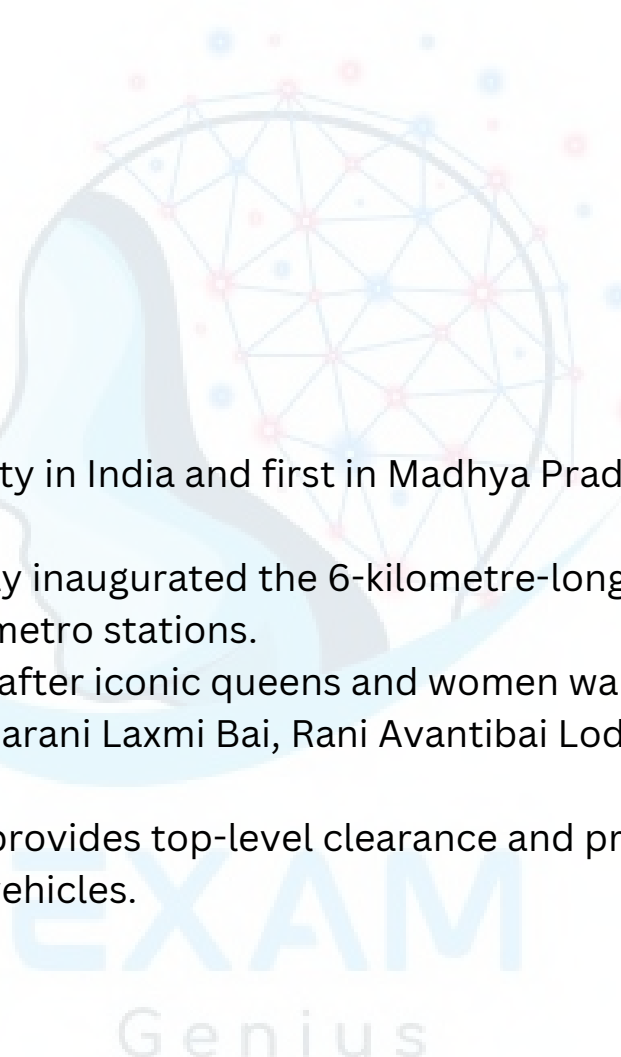 ty in India and first in Madhya Prad
y inaugurated the 6-kilometre-long
metro stations.
after iconic queens and women wa
arani Laxmi Bai, Rani Avantibai Lod
provides top-level clearance and pr
ehicles.
EXAM
Genius